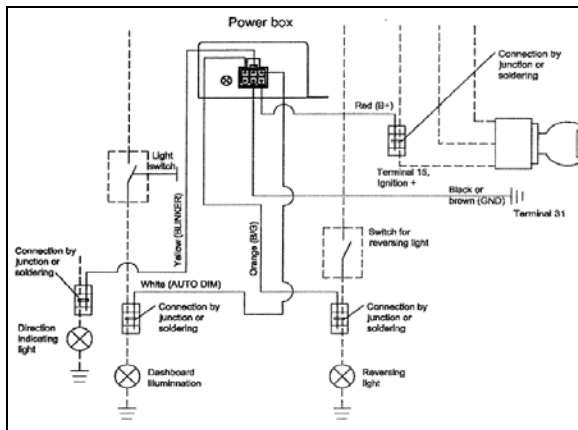 Power box
Connection by
junction or
soldering
Red (B+)
Light
switch
Terminal 15,
Ignition +
Black or
brown (GND)
Terminal 31
Yellow (BLINKER)
Orange (B/G)
Switch for
reversing light
Connection by
junction or
soldering
White (AUTO DIM)
Connection by
junction or
soldering
Connection by
junction or
soldering
Direction
indicating
light
Dashboard
illumination
Reversing
light